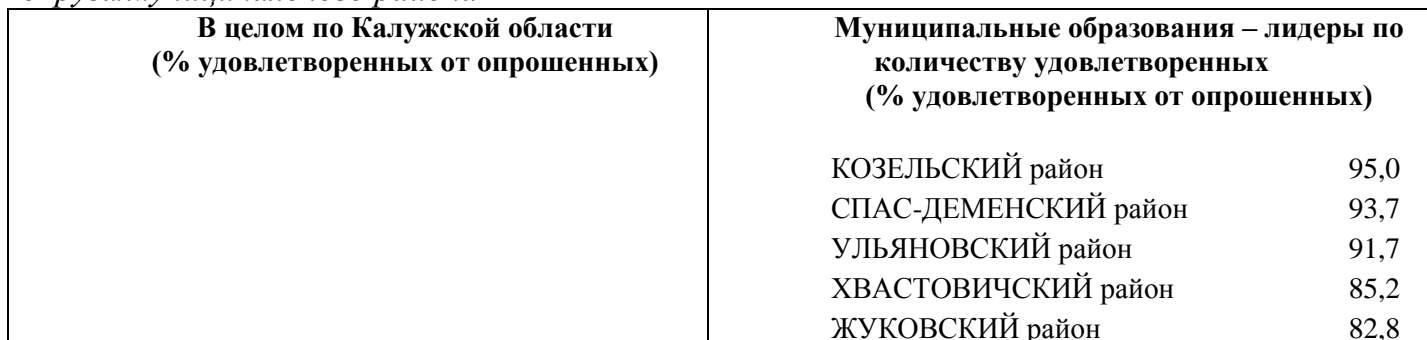 В целом по Калужской области
(% удовлетворенных от опрошенных)
Муниципальные образования – лидеры по
количеству удовлетворенных
(% удовлетворенных от опрошенных)
КОЗЕЛЬСКИЙ район 95,0
СПАС-ДЕМЕНСКИЙ район 93,7
УЛЬЯНОВСКИЙ район 91,7
ХВАСТОВИЧСКИЙ район 85,2
ЖУКОВСКИЙ район 82,8